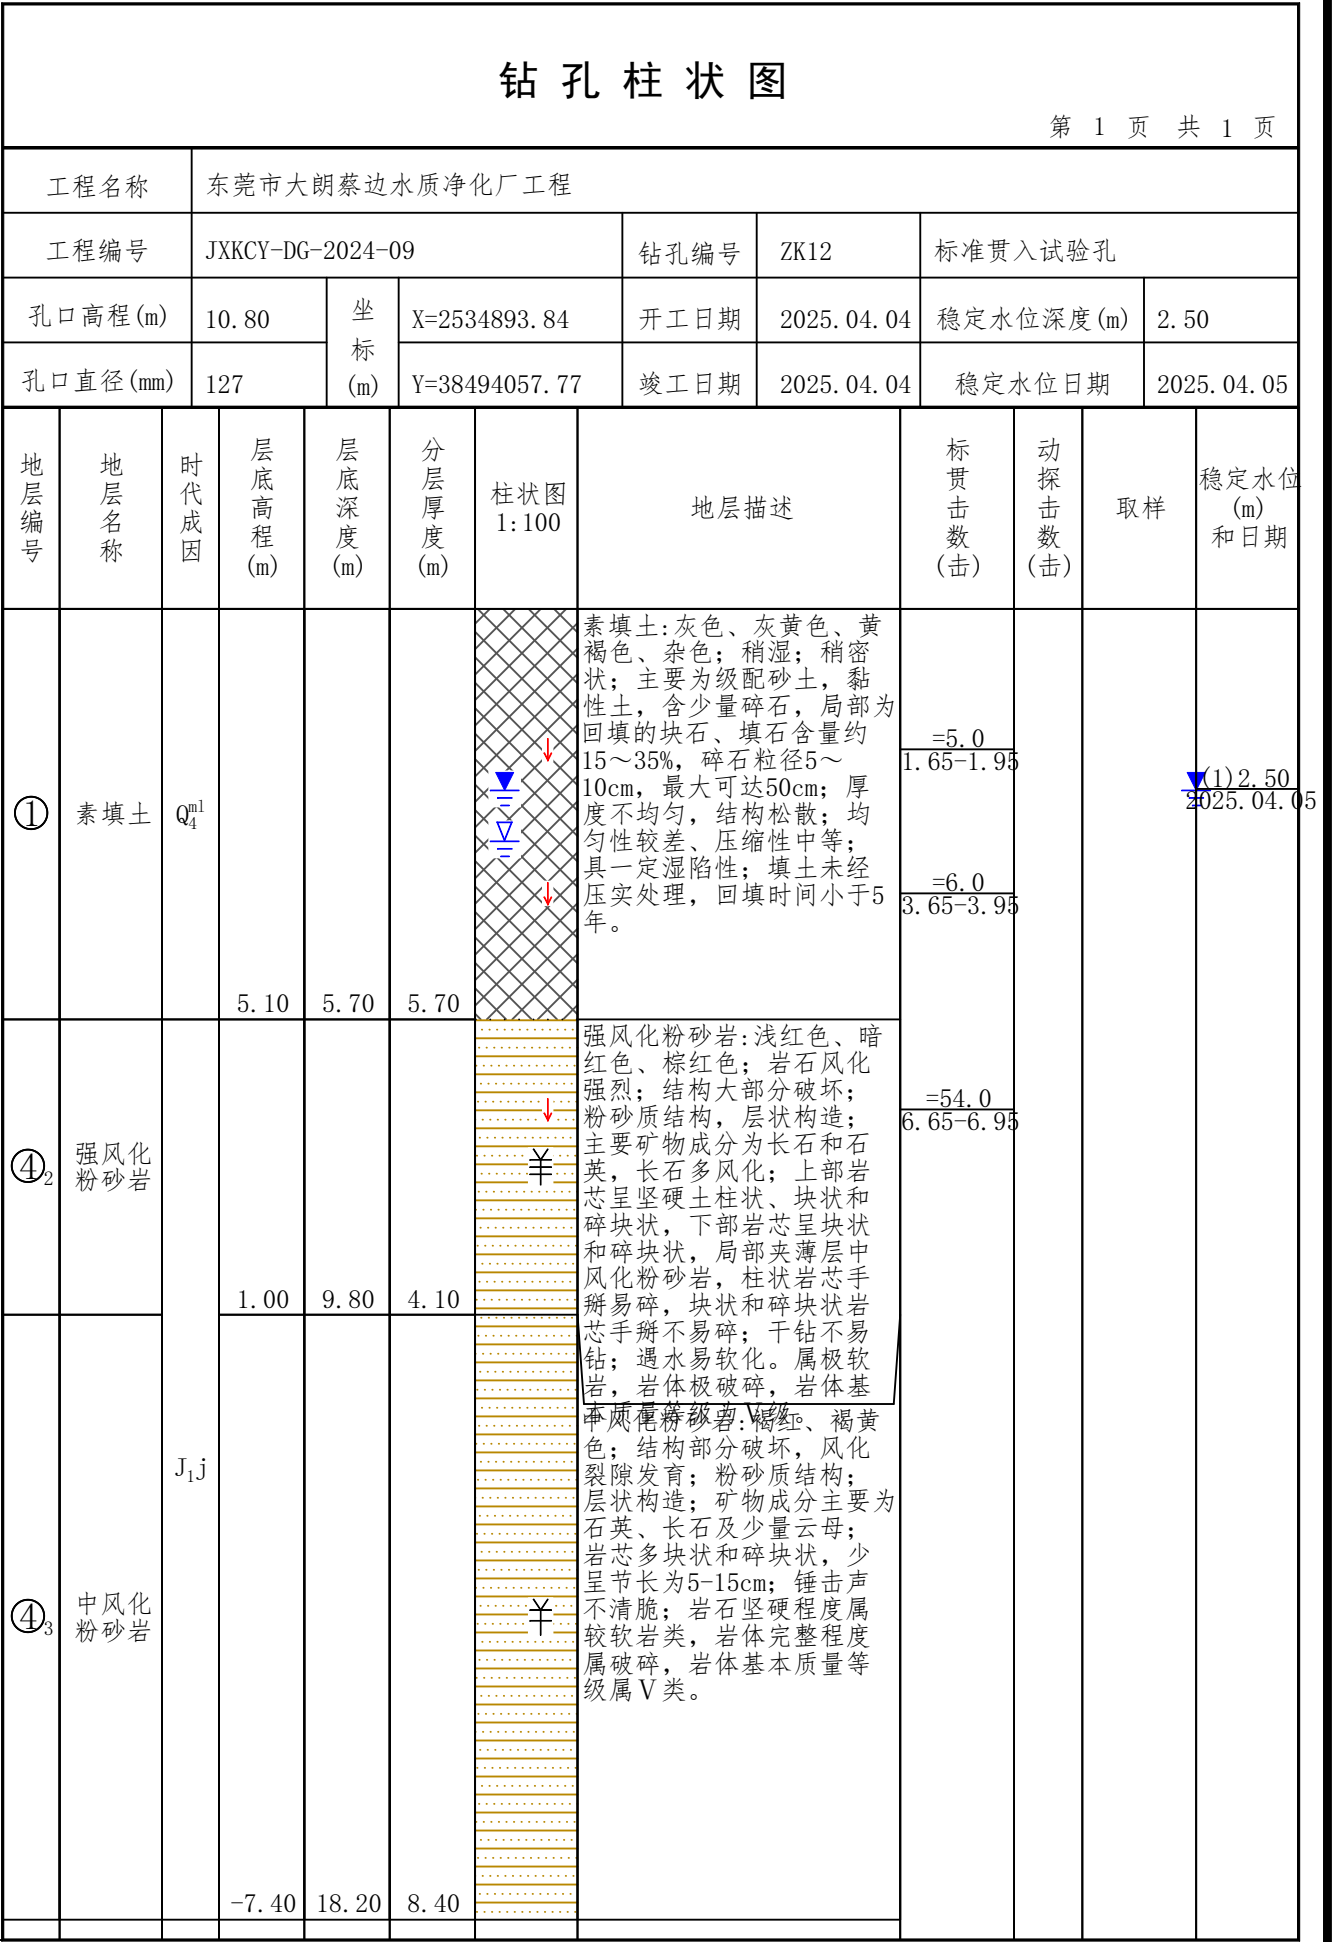 钻孔柱状图
第 1 页 共 1 页
工程名称 东莞市大朗蔡边水质净化厂工程
工程编号 JXKCY-DG-2024-09 钻孔编号 ZK12 标准贯入试验孔
孔口高程(m) 10.80 坐标(m) X=2534893.84 开工日期 2025.04.04 稳定水位深度(m) 2.50
孔口直径(mm) 127 Y=38494057.77 竣工日期 2025.04.04 稳定水位日期 2025.04.05
地层编号 地层名称 时代成因 层底高程(m) 层底深度(m) 分层厚度(m) 柱状图 1:100 地层描述 标贯击数(击) 动探击数(击) 取样 稳定水位(m)和日期
① 素填土 Q4ml 5.10 5.70 5.70
素填土:灰色、灰黄色、黄
褐色、杂色；稍湿；稍密
状；主要为级配砂土，黏
性土，含少量碎石，局部为
回填的块石、填石含量约
15～35%，碎石粒径5～
10cm，最大可达50cm；厚
度不均匀，结构松散；均
匀性较差、压缩性中等；
具一定湿陷性；填土未经
压实处理，回填时间小于5
年。
=5.0
1.65-1.95
=6.0
3.65-3.95
(1)2.50
2025.04.05
④2 强风化
粉砂岩 1.00 9.80 4.10
强风化粉砂岩:浅红色、暗
红色、棕红色；岩石风化
强烈；结构大部分破坏；
粉砂质结构，层状构造；
主要矿物成分为长石和石
英，长石多风化；上部岩
芯呈坚硬土柱状、块状和
碎块状，下部岩芯呈块状
和碎块状，局部夹薄层中
风化粉砂岩，柱状岩芯手
掰易碎，块状和碎块状岩
芯手掰不易碎；干钻不易
钻；遇水易软化。属极软
岩，岩体极破碎，岩体基
本质量等级为Ⅴ级。
=54.0
6.65-6.95
J1j
④3 中风化
粉砂岩 -7.40 18.20 8.40
中风化粉砂岩:褐红、褐黄
色；结构部分破坏，风化
裂隙发育；粉砂质结构；
层状构造；矿物成分主要为
石英、长石及少量云母；
岩芯多块状和碎块状，少
呈节长为5-15cm；锤击声
不清脆；岩石坚硬程度属
较软岩类，岩体完整程度
属破碎，岩体基本质量等
级属Ⅴ类。